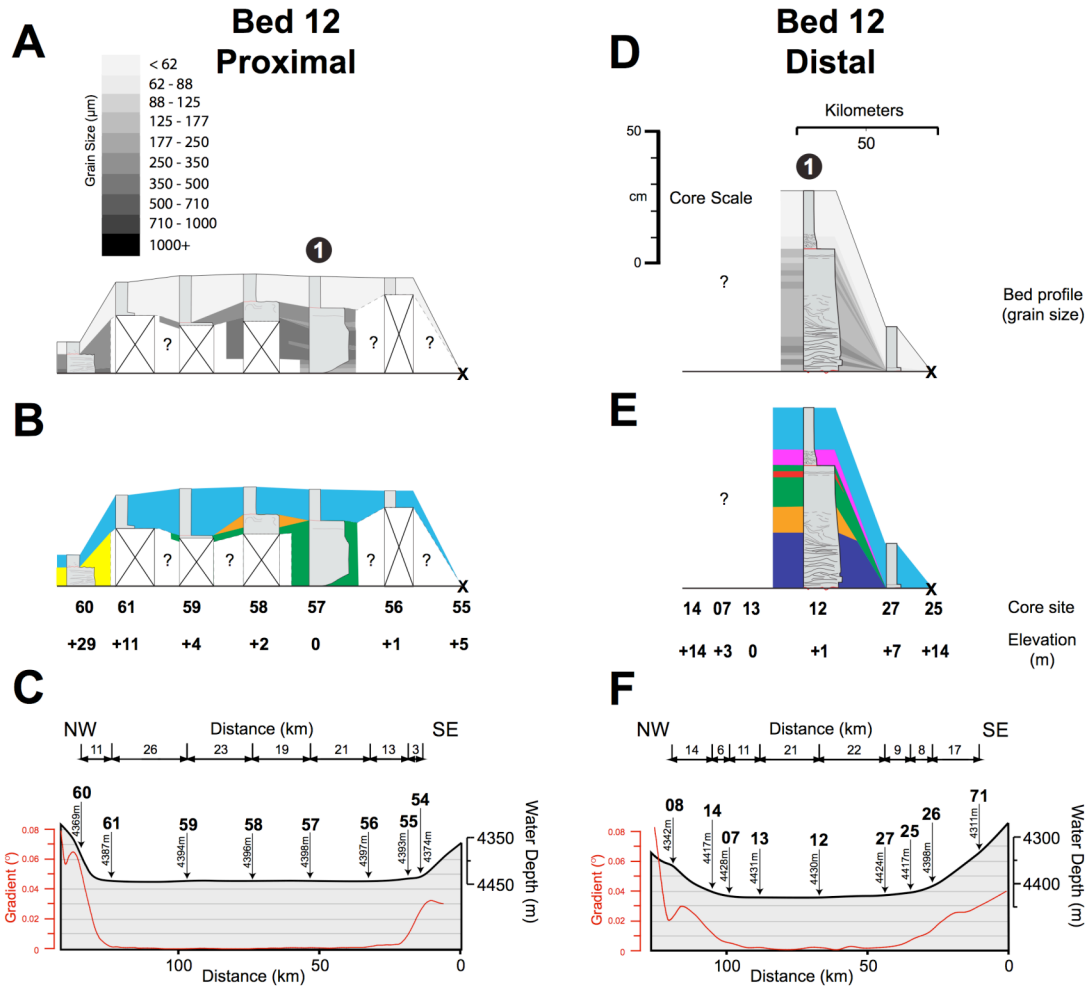 A
Bed 12
Proximal
Grain Size (µm)
< 62
62 - 88
88 - 125
125 - 177
177 - 250
250 - 350
350 - 500
500 - 710
710 - 1000
1000+
1
? ? ? ?
X
B
? ? ? ?
X
60 61 59 58 57 56 55
+29 +11 +4 +2 0 +1 +5
C
NW Distance (km) SE
11 26 23 19 21 13 3
60 61 59 58 57 56 55 54
4369m 4387m 4394m 4396m 4398m 4397m 4393m 4374m
Gradient (°)
0.08
0.06
0.04
0.02
0
Water Depth (m)
4350
4450
100 50 0
Distance (km)
Bed 12
Distal
D
Kilometers
50
50
cm
0
Core Scale
1
?
Bed profile
(grain size)
X
E
?
X
14 07 13 12 27 25 Core site
+14 +3 0 +1 +7 +14 Elevation
(m)
F
NW Distance (km) SE
14 6 11 21 22 9 8 17
08 14 07 13 12 27 25 26 71
4342m 4417m 4428m 4431m 4430m 4424m 4417m 4398m 4311m
Gradient (°)
0.08
0.06
0.04
0.02
0
Water Depth (m)
4300
4400
100 50 0
Distance (km)